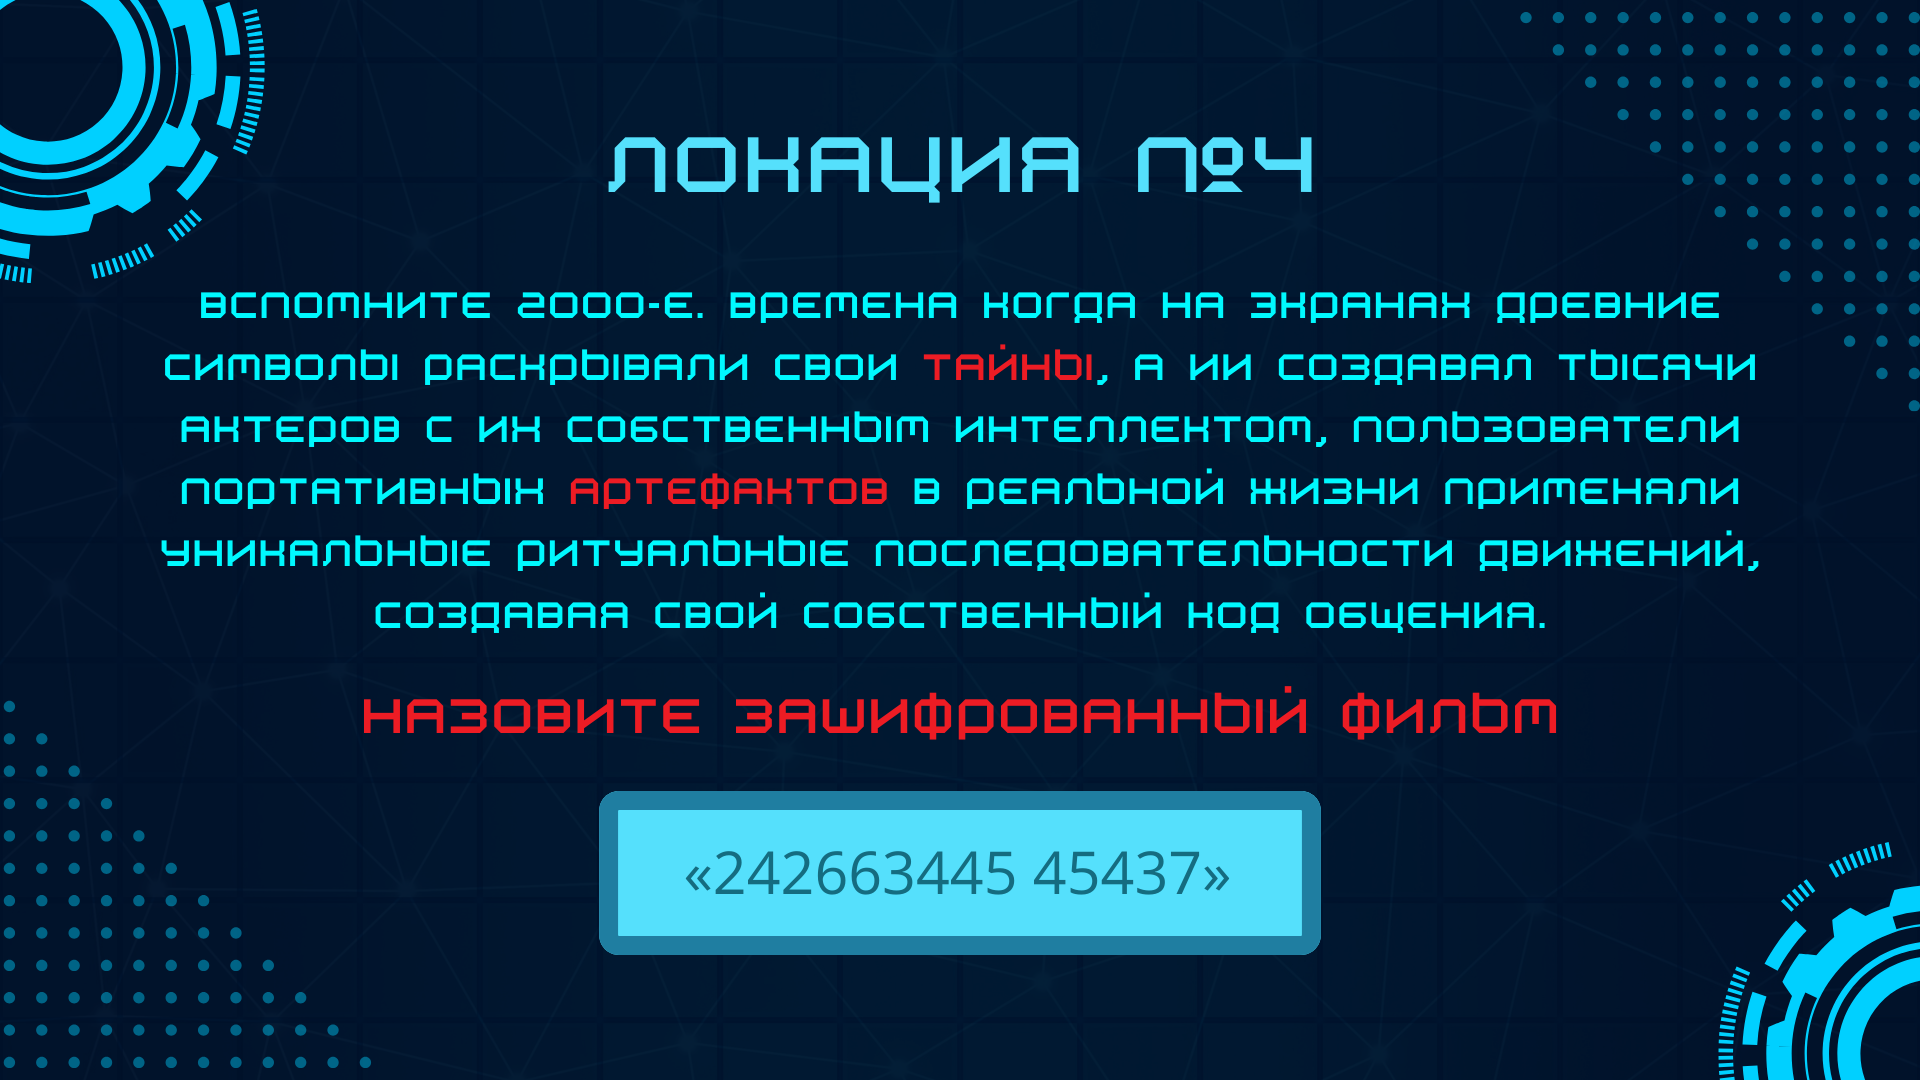 ЛОКАЦИЯ №4
ВСПОМНИТЕ 2000-Е. ВРЕМЕНА КОГДА НА ЭКРАНАХ ДРЕВНИЕ
СИМВОЛЫ РАСКРЫВАЛИ СВОИ ТАЙНЫ, А ИИ СОЗДАВАЛ ТЫСЯЧИ
АКТЕРОВ С ИХ СОБСТВЕННЫМ ИНТЕЛЛЕКТОМ, ПОЛЬЗОВАТЕЛИ
ПОРТАТИВНЫХ АРТЕФАКТОВ В РЕАЛЬНОЙ ЖИЗНИ ПРИМЕНЯЛИ
УНИКАЛЬНЫЕ РИТУАЛЬНЫЕ ПОСЛЕДОВАТЕЛЬНОСТИ ДВИЖЕНИЙ,
СОЗДАВАЯ СВОЙ СОБСТВЕННЫЙ КОД ОБЩЕНИЯ.
НАЗОВИТЕ ЗАШИФРОВАННЫЙ ФИЛЬМ
«242663445 45437»